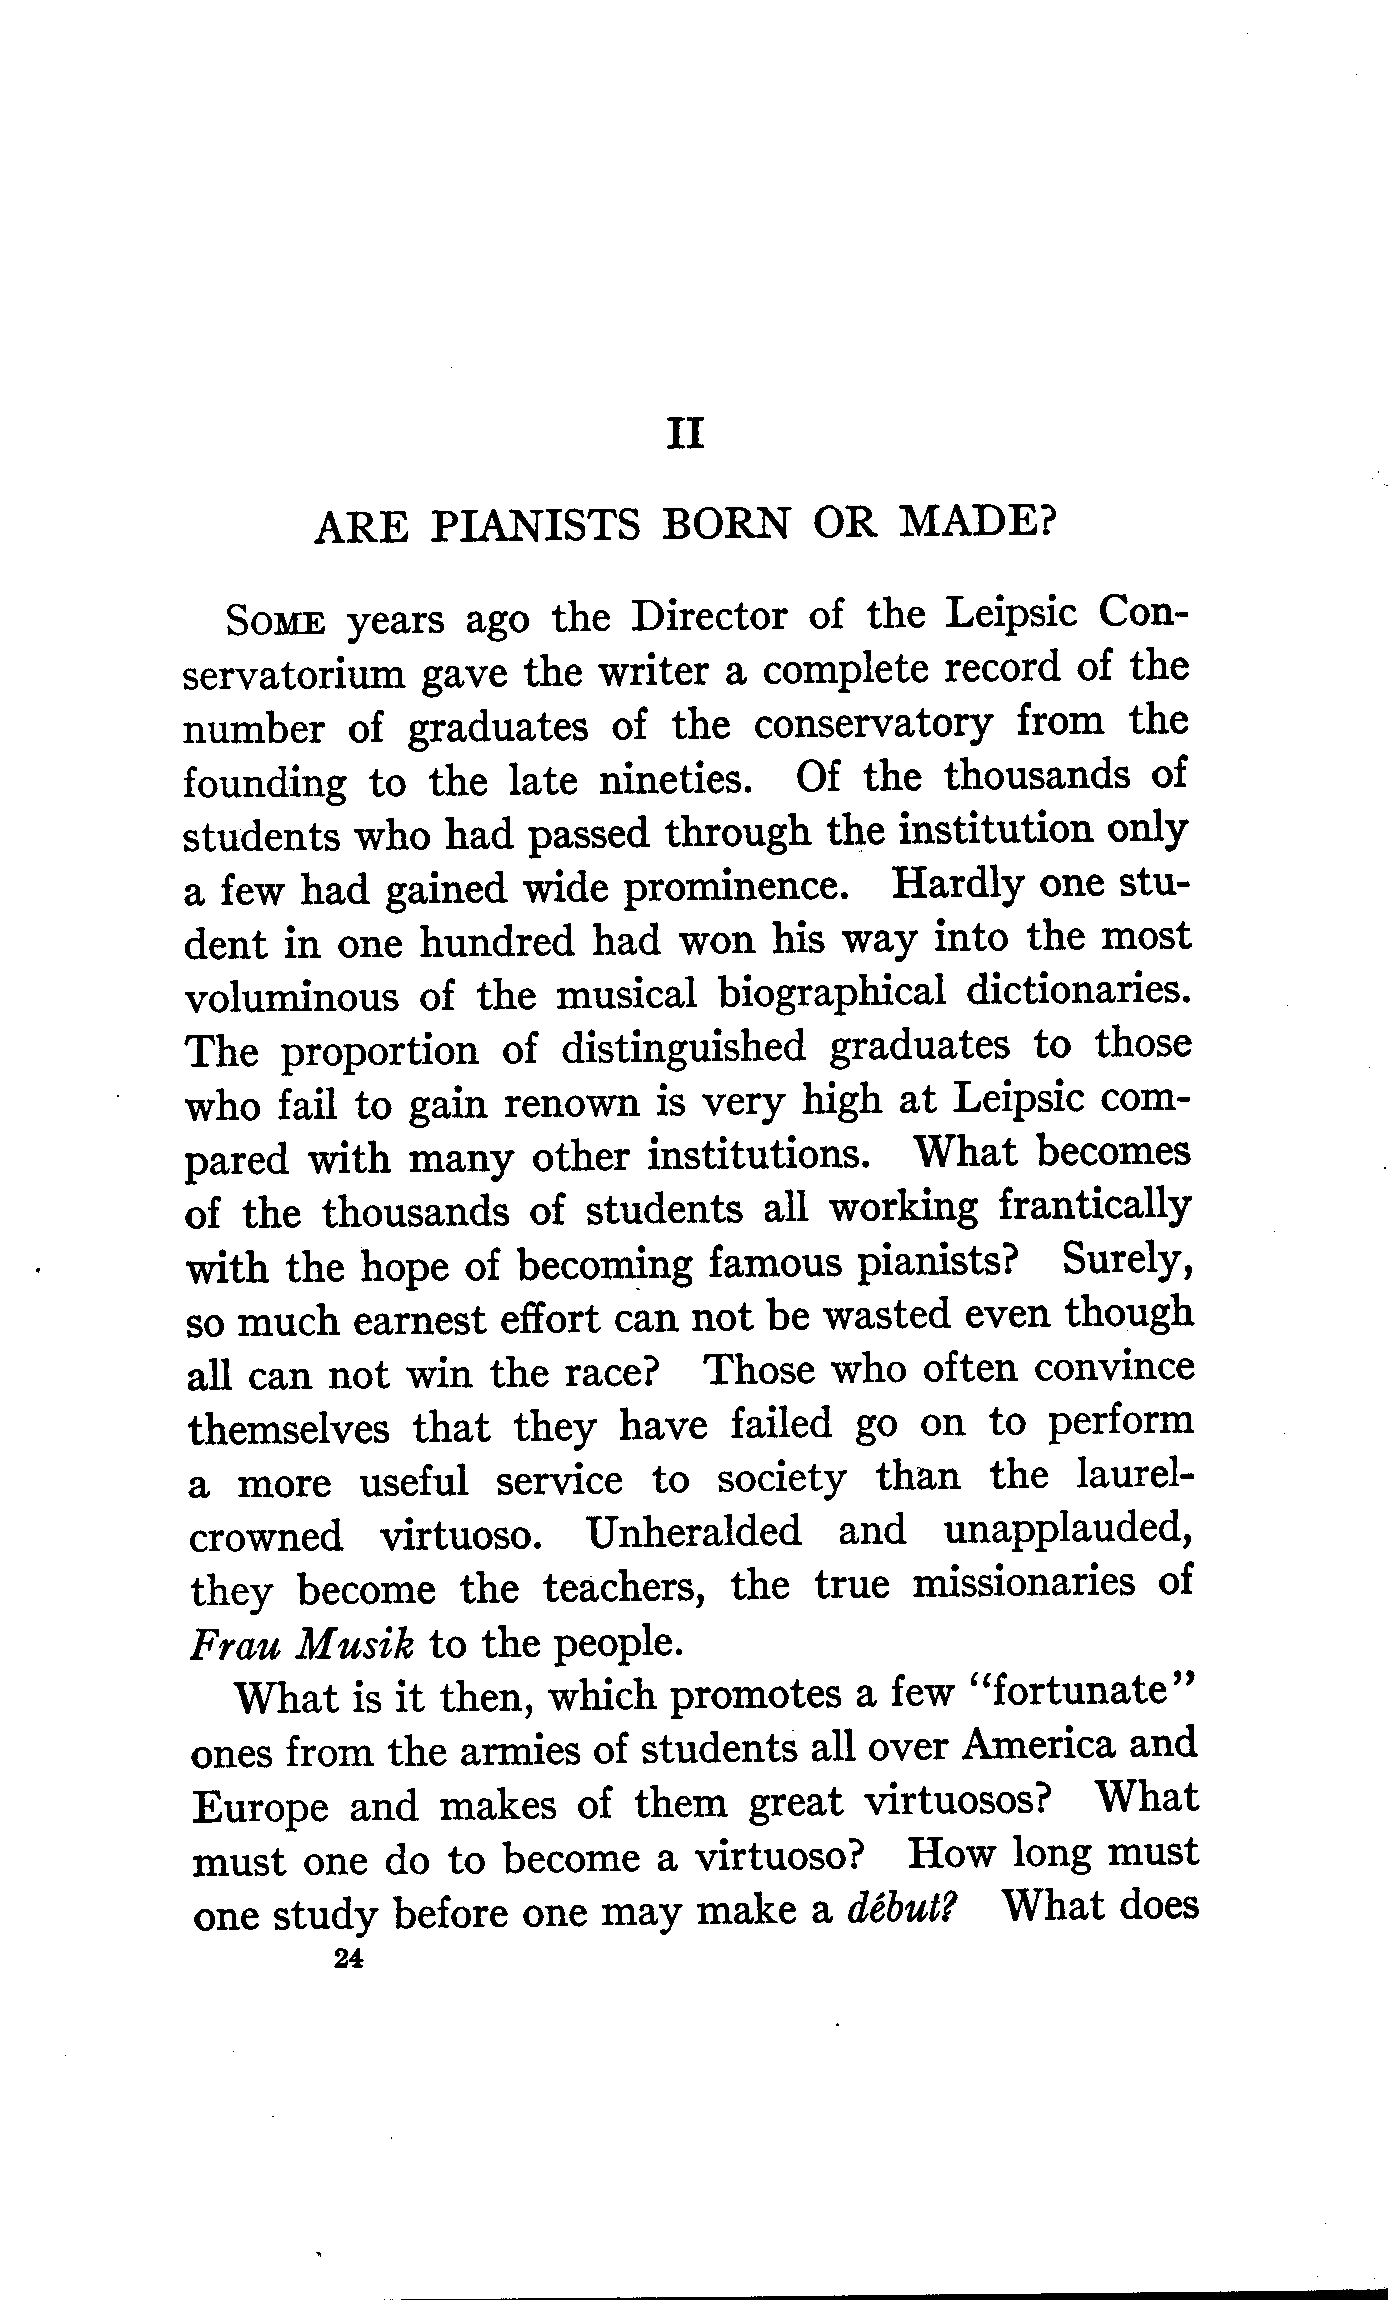 II
ARE PIANISTS BORN OR MADE?
SOME years ago the Director of the Leipsic Con-
servatorium gave the writer a complete record of the
number of graduates of the conservatory from the
founding to the late nineties. Of the thousands of
students who had passed through the institution only
a few had gained wide prominence. Hardly one stu-
dent in one hundred had won his way into the most
voluminous of the musical biographical dictionaries.
The proportion of distinguished graduates to those
who fail to gain renown is very high at Leipsic com-
pared with many other institutions. What becomes
of the thousands of students all working frantically
with the hope of becoming famous pianists? Surely,
so much earnest effort can not be wasted even though
all can not win the race? Those who often convince
themselves that they have failed go on to perform
a more useful service to society than the laurel-
crowned virtuoso. Unheralded and unapplauded,
they become the teachers, the true missionaries of
Frau Musik to the people.
What is it then, which promotes a few "fortunate"
ones from the armies of students all over America and
Europe and makes of them great virtuosos? What
must one do to become a virtuoso? How long must
one study before one may make a début? What does
24